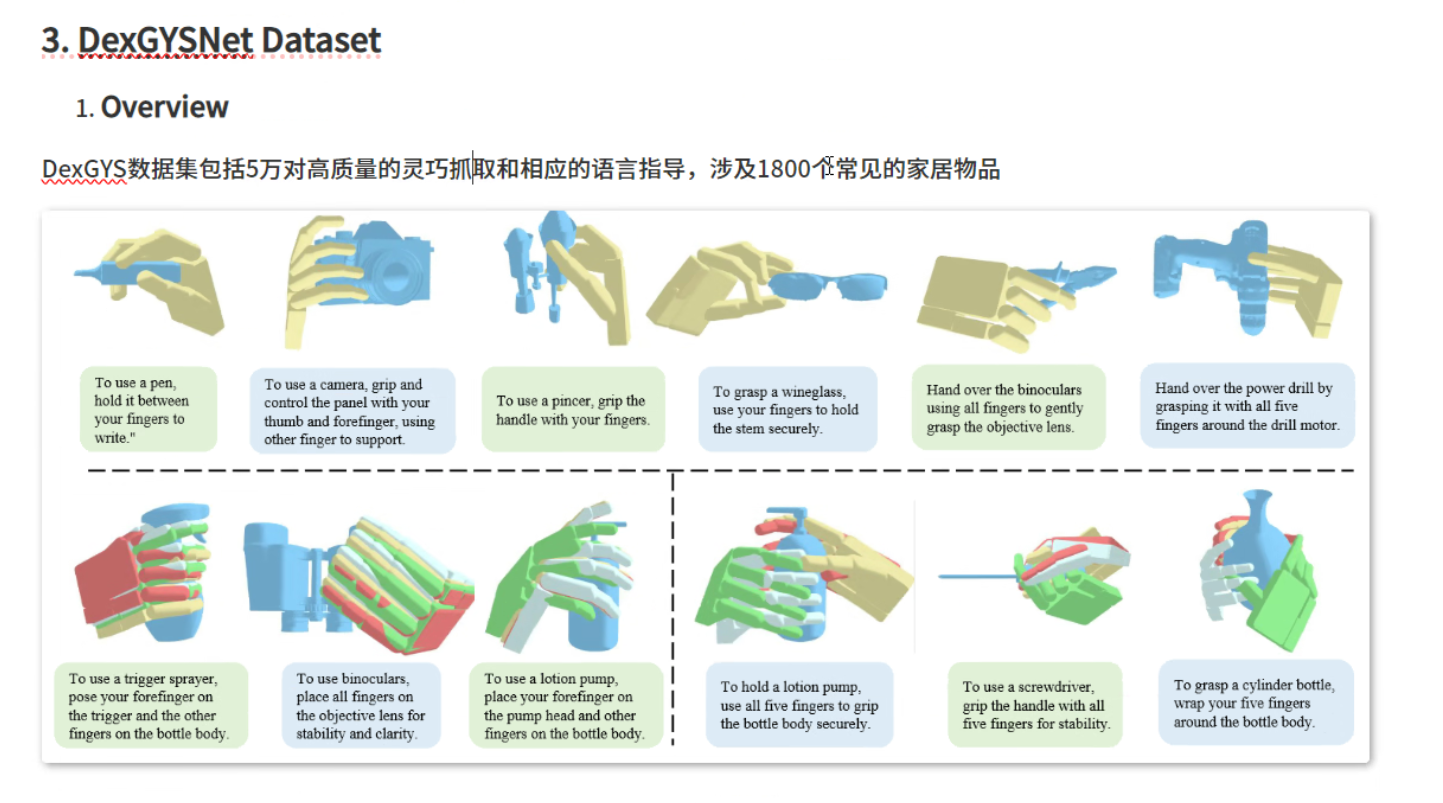 3. DexGYSNet Dataset
1. Overview
DexGYS数据集包括5万对高质量的灵巧抓取和相应的语言指导，涉及1800个常见的家居物品
To use a pen,
hold it between
your fingers to
write."
To use a camera, grip and
control the panel with your
thumb and forefinger, using
other finger to support.
To use a pincer, grip the
handle with your fingers.
To grasp a wineglass,
use your fingers to hold
the stem securely.
Hand over the binoculars
using all fingers to gently
grasp the objective lens.
Hand over the power drill by
grasping it with all five
fingers around the drill motor.
To use a trigger sprayer,
pose your forefinger on
the trigger and the other
fingers on the bottle body.
To use binoculars,
place all fingers on
the objective lens for
stability and clarity.
To use a lotion pump,
place your forefinger on
the pump head and other
fingers on the bottle body.
To hold a lotion pump,
use all five fingers to grip
the bottle body securely.
To use a screwdriver,
grip the handle with all
five fingers for stability.
To grasp a cylinder bottle,
wrap your five fingers
around the bottle body.